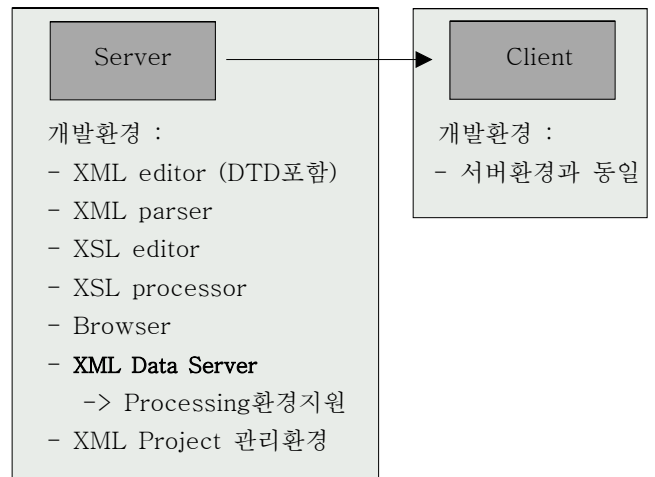 Server
개발환경 :
- XML editor (DTD포함)
- XML parser
- XSL editor
- XSL processor
- Browser
- XML Data Server
-> Processing환경지원
- XML Project 관리환경
Client
개발환경 :
- 서버환경과 동일